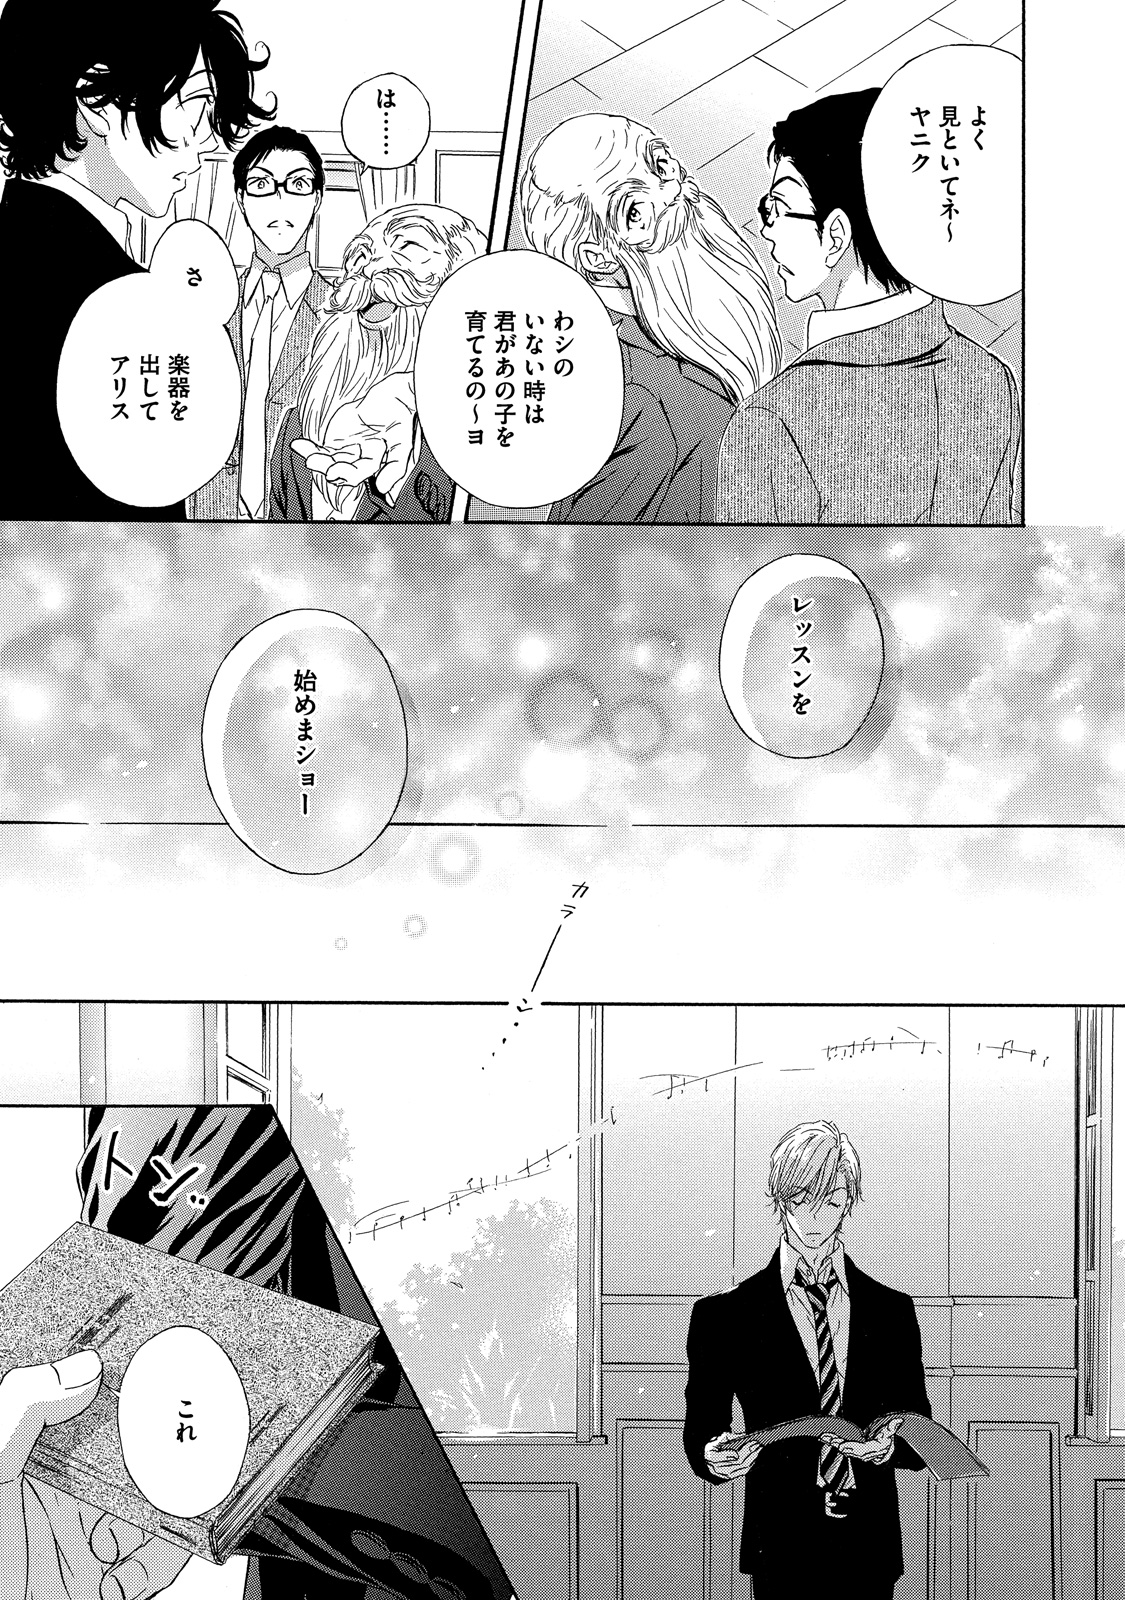 よく
見といてネ～
ヤニク
わシの
いない時は
君があの子を
育てるの～ヨ
は……
さ
楽器を
出して
アリス
レッスンを
始めまショー
カラ
トン
これ